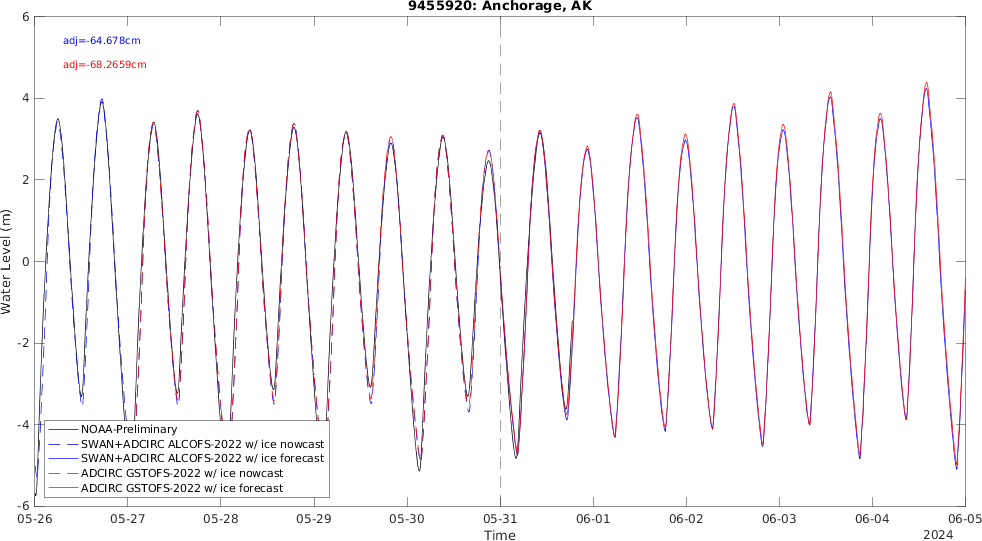 9455920: Anchorage, AK
adj=-64.678cm
adj=-68.2659cm
6
4
2
0
-2
-4
-6
Water Level (m)
NOAA-Preliminary
SWAN+ADCIRC ALCOFS-2022 w/ ice nowcast
SWAN+ADCIRC ALCOFS-2022 w/ ice forecast
ADCIRC GSTOFS-2022 w/ ice nowcast
ADCIRC GSTOFS-2022 w/ ice forecast
05-26 05-27 05-28 05-29 05-30 05-31 06-01 06-02 06-03 06-04 06-05
Time
2024